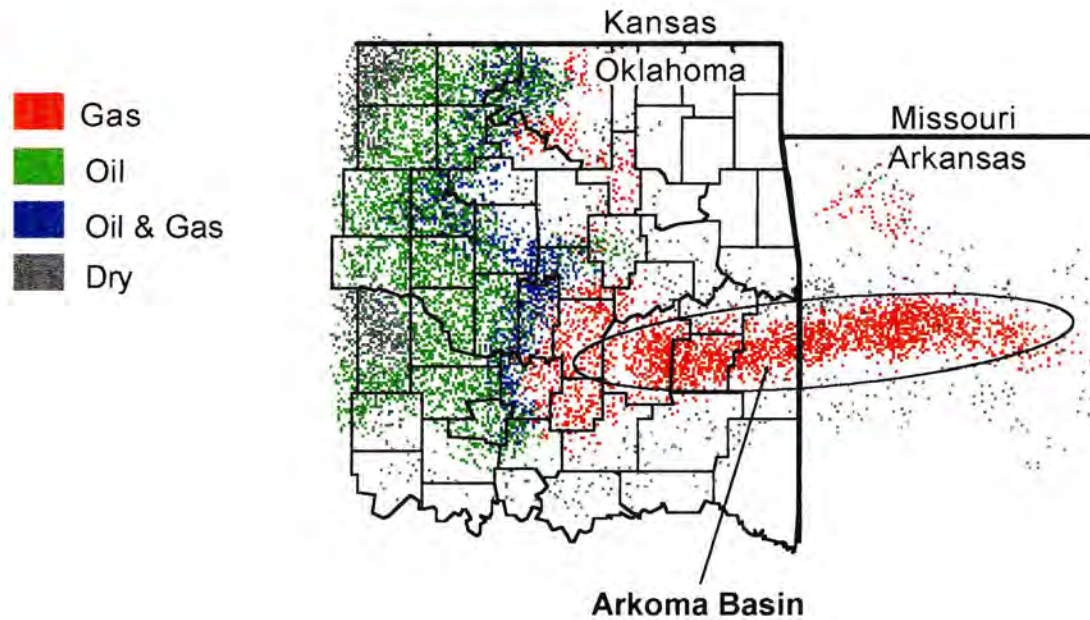 Kansas
Oklahoma
Gas
Missouri
Arkansas
Oil
Oil & Gas
Dry
Arkoma Basin